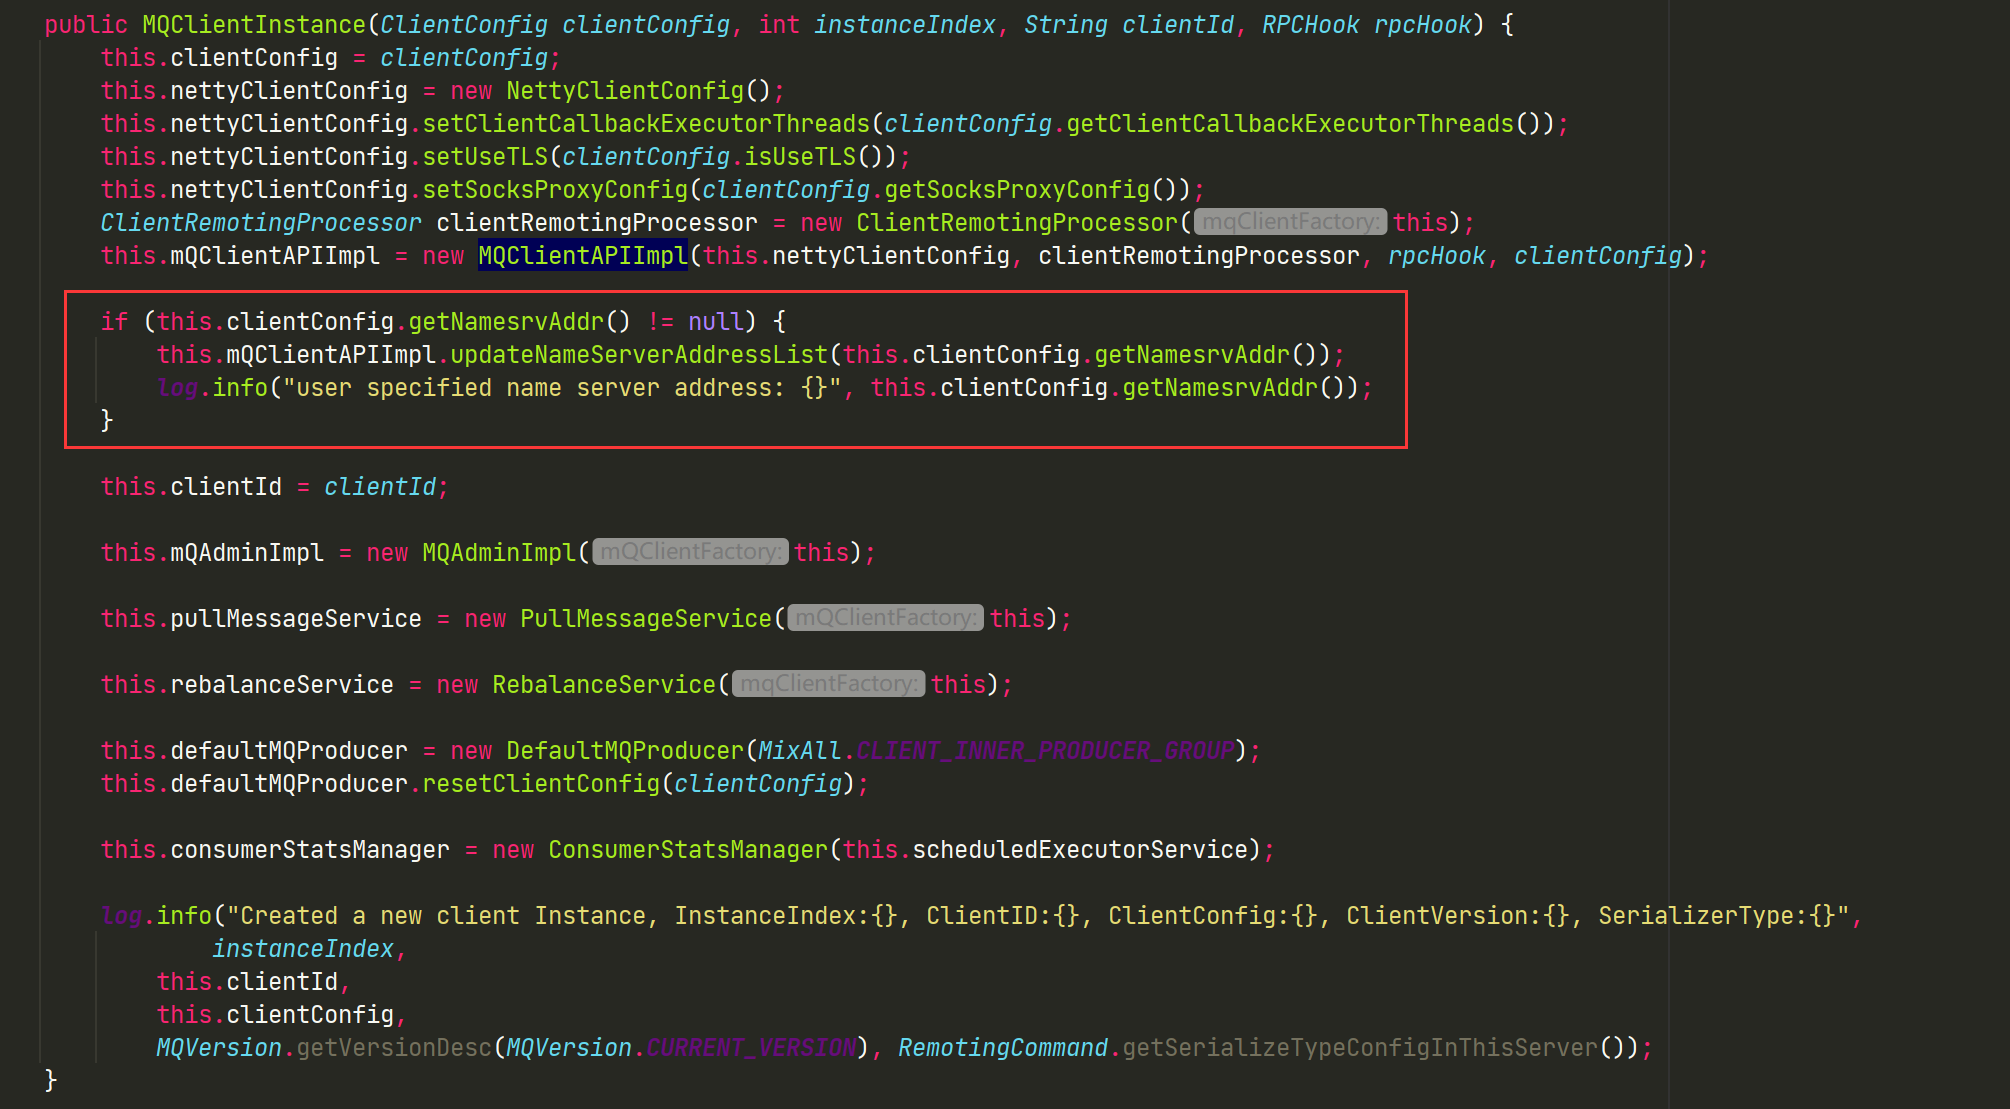 public MQClientInstance(ClientConfig clientConfig, int instanceIndex, String clientId, RPCHook rpcHook) {
this.clientConfig = clientConfig;
this.nettyClientConfig = new NettyClientConfig();
this.nettyClientConfig.setClientCallbackExecutorThreads(clientConfig.getClientCallbackExecutorThreads());
this.nettyClientConfig.setUseTLS(clientConfig.isUseTLS());
this.nettyClientConfig.setSocksProxyConfig(clientConfig.getSocksProxyConfig());
ClientRemotingProcessor clientRemotingProcessor = new ClientRemotingProcessor( mqClientFactory: this);
this.mQClientAPIImpl = new MQClientAPIImpl(this.nettyClientConfig, clientRemotingProcessor, rpcHook, clientConfig);
if (this.clientConfig.getNamesrvAddr() != null) {
this.mQClientAPIImpl.updateNameServerAddressList(this.clientConfig.getNamesrvAddr());
log.info("user specified name server address: {}", this.clientConfig.getNamesrvAddr());
}
this.clientId = clientId;
this.mQAdminImpl = new MQAdminImpl( mQClientFactory: this);
this.pullMessageService = new PullMessageService( mQClientFactory: this);
this.rebalanceService = new RebalanceService( mqClientFactory: this);
this.defaultMQProducer = new DefaultMQProducer(MixAll.CLIENT_INNER_PRODUCER_GROUP);
this.defaultMQProducer.resetClientConfig(clientConfig);
this.consumerStatsManager = new ConsumerStatsManager(this.scheduledExecutorService);
log.info("Created a new client Instance, InstanceIndex:{}, ClientID:{}, ClientConfig:{}, ClientVersion:{}, SerializerType:{}",
instanceIndex,
this.clientId,
this.clientConfig,
MQVersion.getVersionDesc(MQVersion.CURRENT_VERSION), RemotingCommand.getSerializeTypeConfigInThisServer());
}